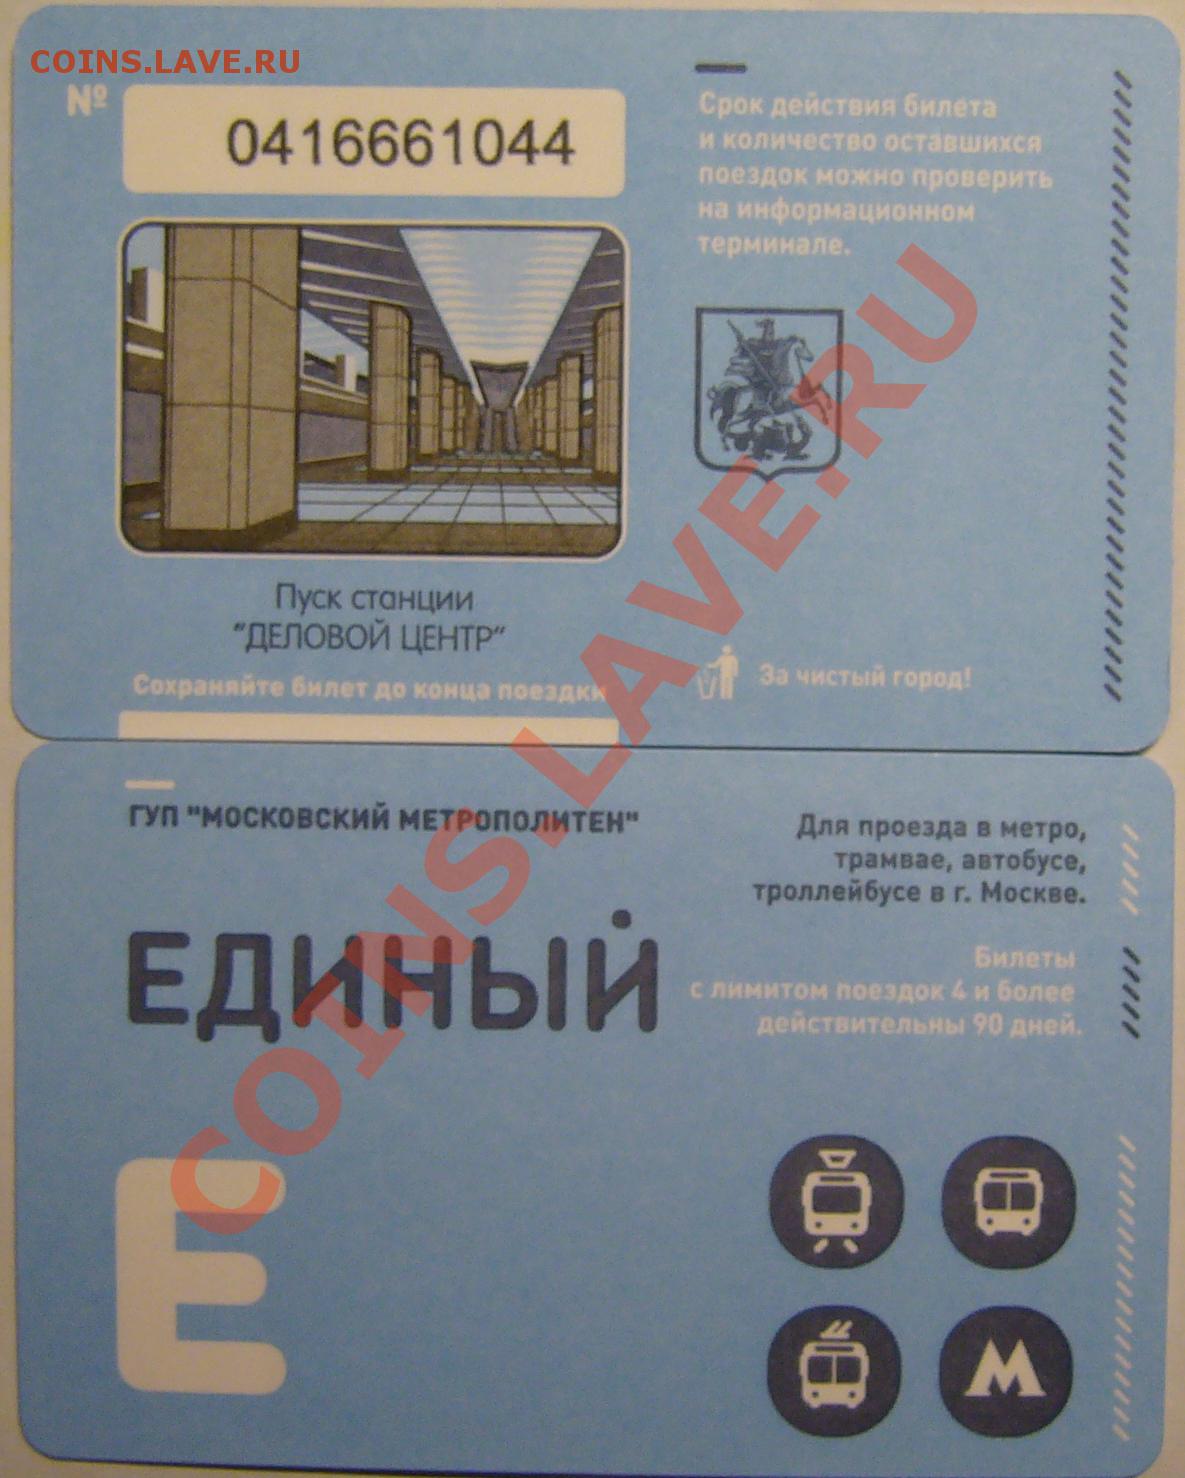 COINS.LAVE.RU
№
0416661044
Пуск станции
"ДЕЛОВОЙ ЦЕНТР"
Сохраняйте билет до конца поездки
Срок действия билета
и количество оставшихся
поездок можно проверить
на информационном
терминале.
За чистый город!
ГУП "МОСКОВСКИЙ МЕТРОПОЛИТЕН"
ЕДИНЫЙ
Е
Для проезда в метро,
трамвае, автобусе,
троллейбусе в г. Москве.
Билеты
с лимитом поездок 4 и более
действительны 90 дней.
М
COINS.LAVE.RU